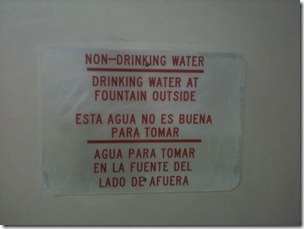 NON-DRINKING WATER
DRINKING WATER AT
FOUNTAIN OUTSIDE
ESTA AGUA NO ES BUENA
PARA TOMAR
AGUA PARA TOMAR
EN LA FUENTE DEL
LADO DE AFUERA